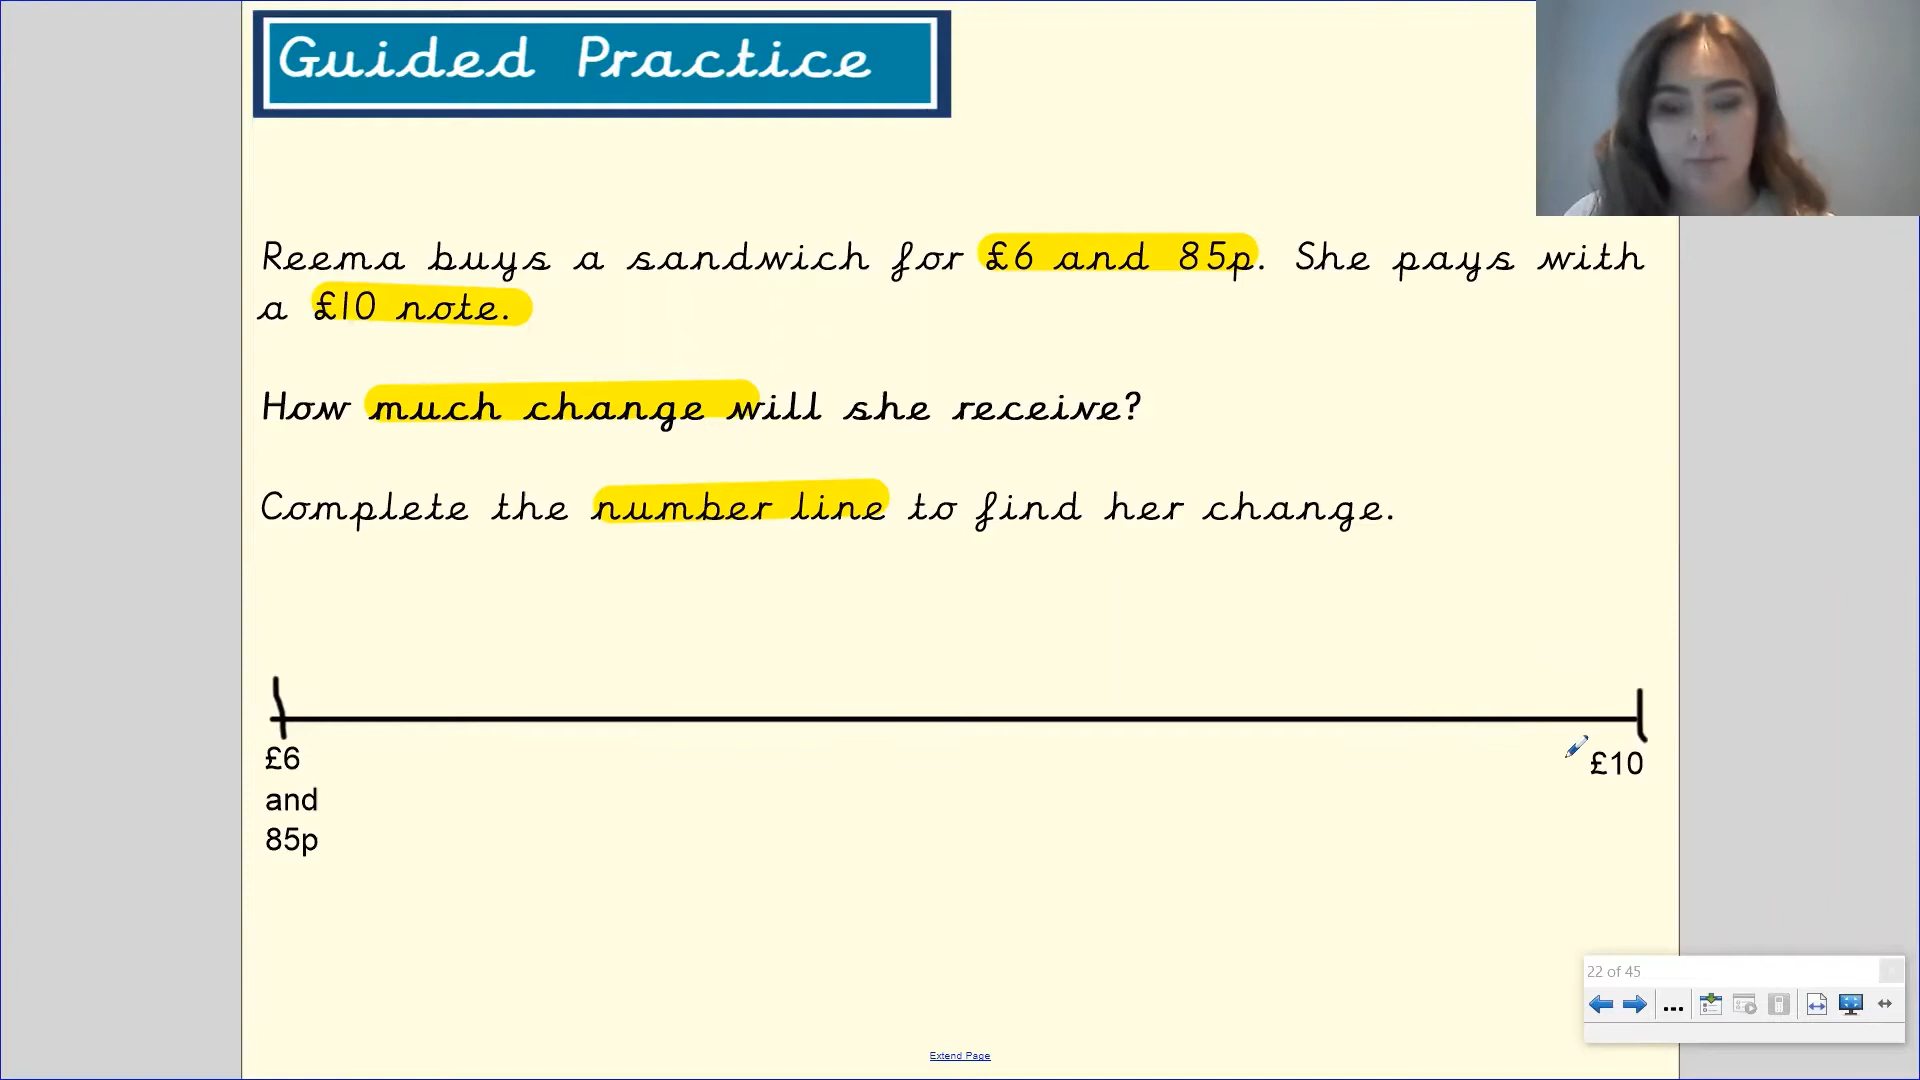 Guided Practice
Reema buys a sandwich for £6 and 85p. She pays with
a £10 note.
How much change will she receive?
Complete the number line to find her change.
£6
and
85p
£10
22 of 45
Extend Page